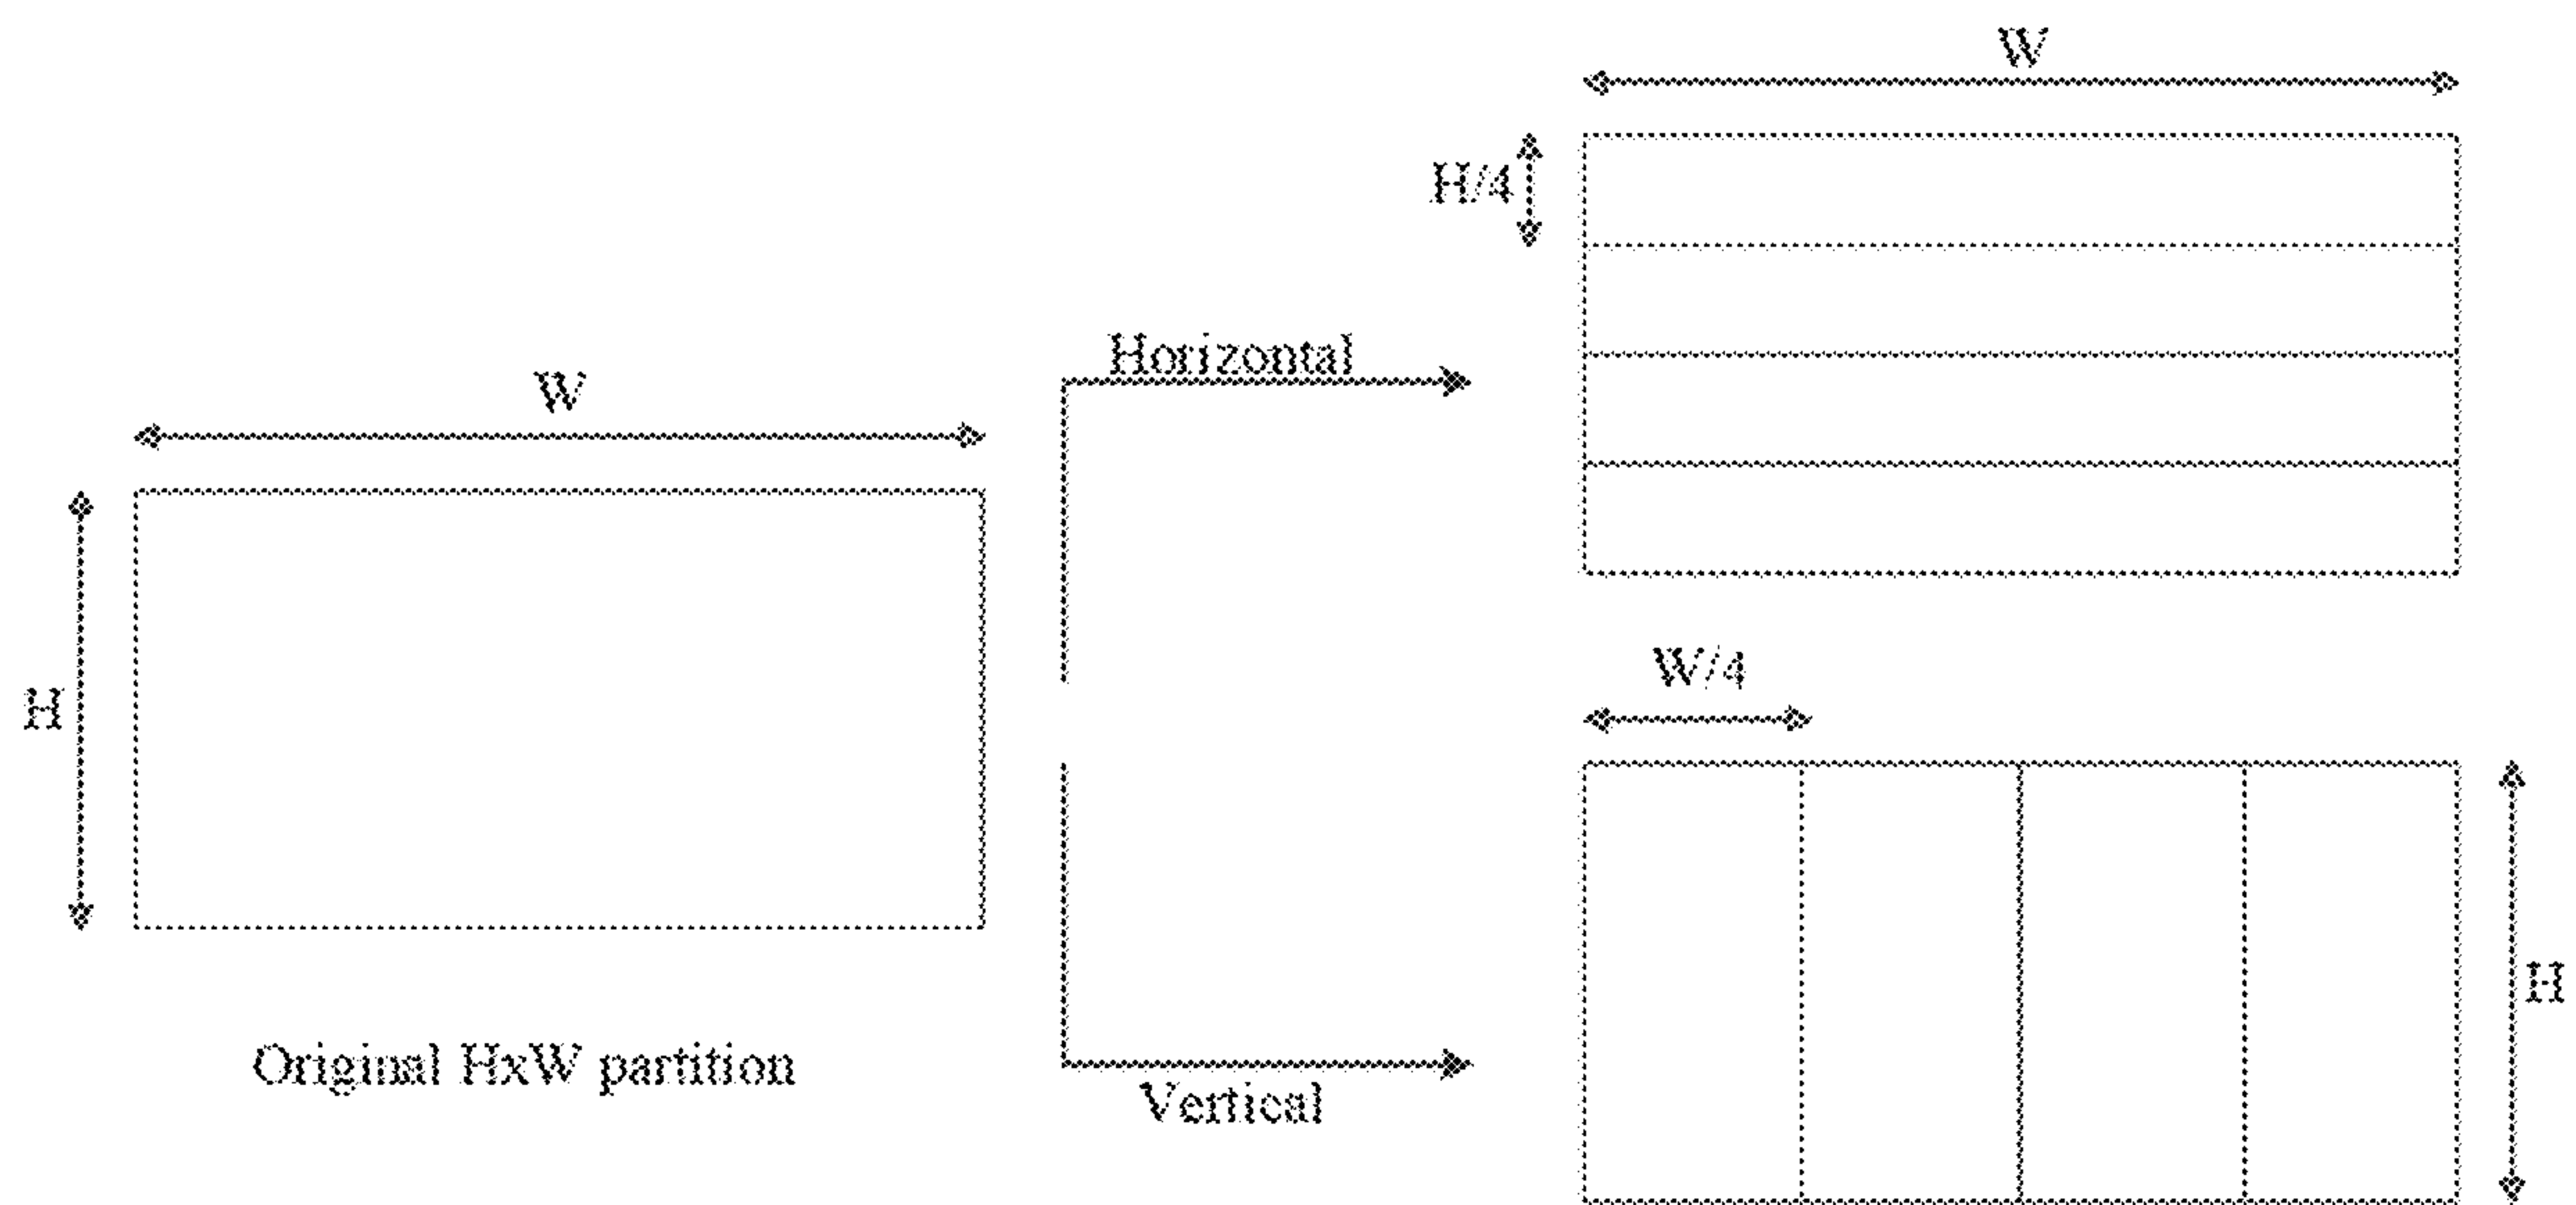 W
H/4
Horizontal
W
H
W/4
H
Original HxW partition
Vertical